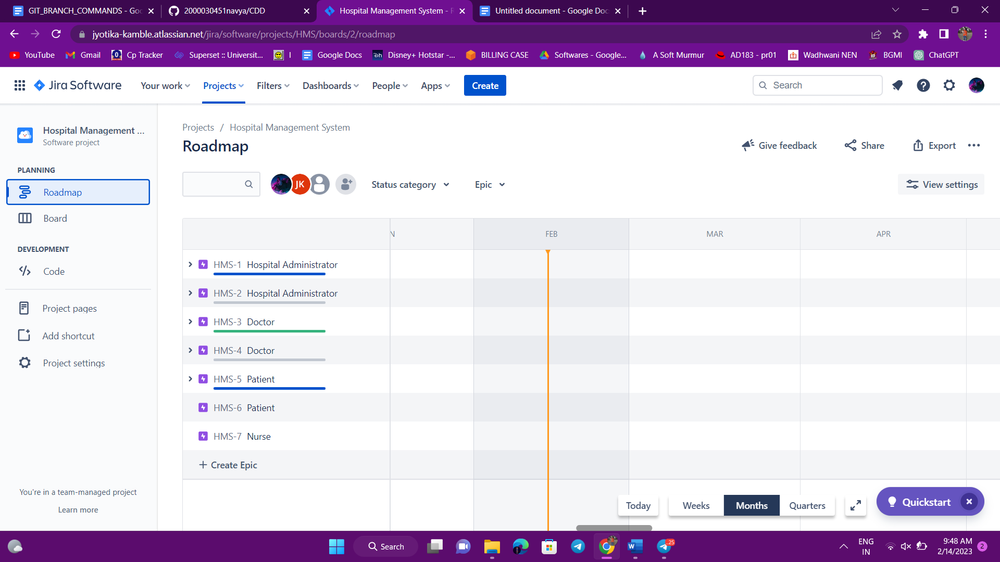 GIT_BRANCH_COMMANDS - Goo
2000030451navya/CDD
Hospital Management System - R
Untitled document - Google Doc
jyotika-kamble.atlassian.net/jira/software/projects/HMS/boards/2/roadmap
YouTube
Gmail
Cp Tracker
Superset :: Universit...
I
Google Docs
Disney+ Hotstar -...
BILLING CASE
Softwares - Google...
A Soft Murmur
AD183 - pr01
Wadhwani NEN
BGMI
ChatGPT
Jira Software
Your work
Projects
Filters
Dashboards
People
Apps
Create
Search
Hospital Management ...
Software project
PLANNING
Roadmap
Board
DEVELOPMENT
Code
Project pages
Add shortcut
Project settings
You're in a team-managed project
Learn more
Projects / Hospital Management System
Roadmap
Give feedback
Share
Export
JK
Status category
Epic
View settings
N
FEB
MAR
APR
HMS-1 Hospital Administrator
HMS-2 Hospital Administrator
HMS-3 Doctor
HMS-4 Doctor
HMS-5 Patient
HMS-6 Patient
HMS-7 Nurse
+ Create Epic
Today
Weeks
Months
Quarters
Quickstart
Search
..25
ENG
IN
9:48 AM
2/14/2023
2